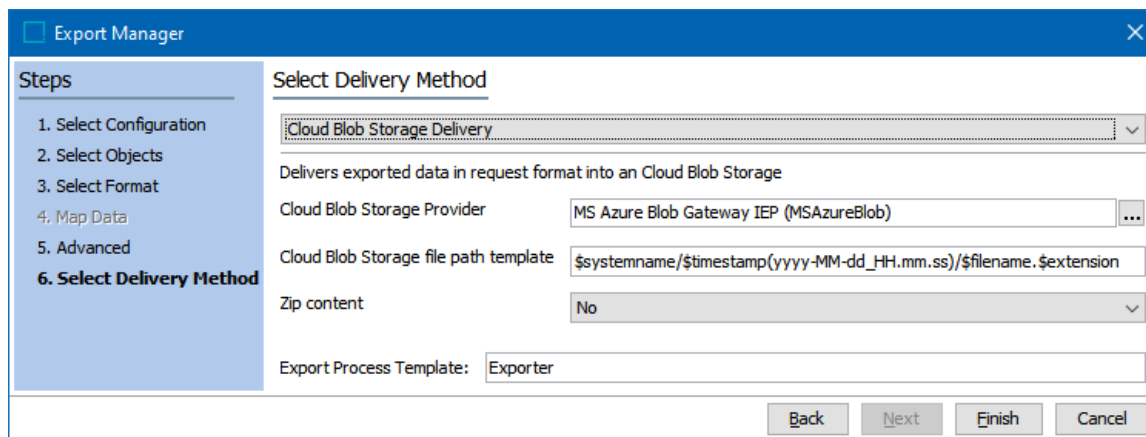 Export Manager
Steps
1. Select Configuration
2. Select Objects
3. Select Format
4. Map Data
5. Advanced
6. Select Delivery Method
Select Delivery Method
Cloud Blob Storage Delivery
Delivers exported data in request format into an Cloud Blob Storage
Cloud Blob Storage Provider MS Azure Blob Gateway IEP (MSAzureBlob) ...
Cloud Blob Storage file path template $systemname/$timestamp(yyyy-MM-dd_HH.mm.ss)/$filename.$extension
Zip content No
Export Process Template: Exporter
Back Next Finish Cancel